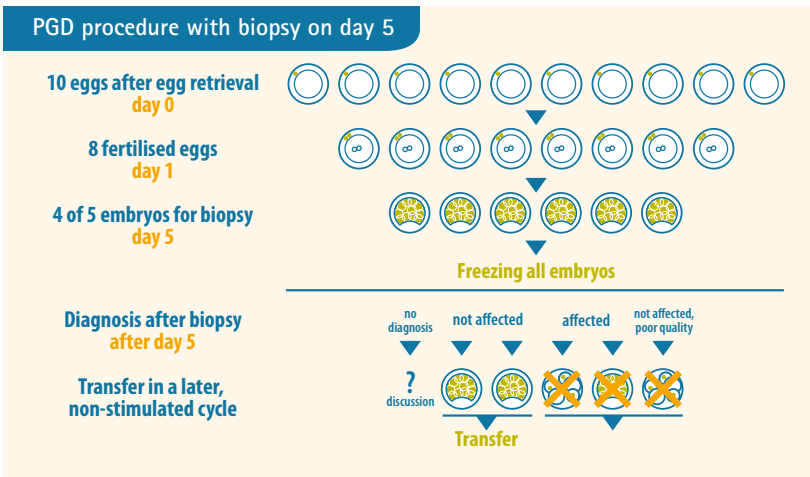 PGD procedure with biopsy on day 5
10 eggs after egg retrieval
day 0
8 fertilised eggs
day 1
4 of 5 embryos for biopsy
day 5
Freezing all embryos
Diagnosis after biopsy
after day 5
no
diagnosis
not affected
affected
not affected,
poor quality
Transfer in a later,
non-stimulated cycle
?
discussion
Transfer